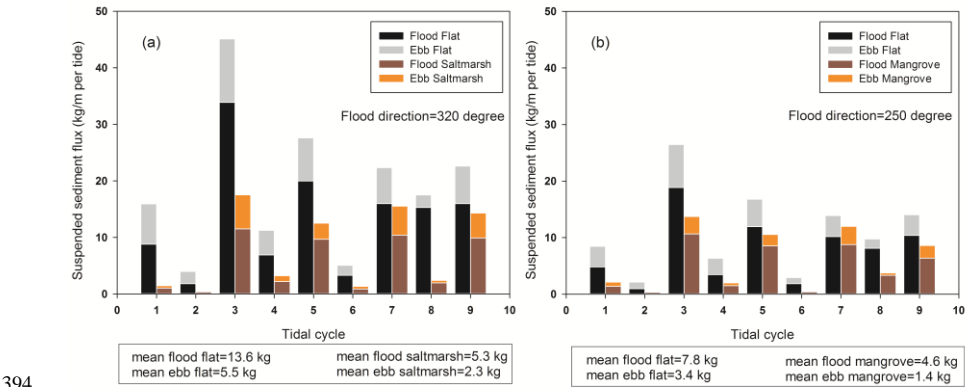 (a)
Flood Flat
Ebb Flat
Flood Saltmarsh
Ebb Saltmarsh
Flood direction=320 degree
Suspended sediment flux (kg/m per tide)
50
40
30
20
10
0
0 1 2 3 4 5 6 7 8 9 10
Tidal cycle
mean flood flat=13.6 kg mean flood saltmarsh=5.3 kg
mean ebb flat=5.5 kg mean ebb saltmarsh=2.3 kg
(b)
Flood Flat
Ebb Flat
Flood Mangrove
Ebb Mangrove
Flood direction=250 degree
Suspended sediment flux (kg/m per tide)
50
40
30
20
10
0
0 1 2 3 4 5 6 7 8 9 10
Tidal cycle
mean flood flat=7.8 kg mean flood mangrove=4.6 kg
mean ebb flat=3.4 kg mean ebb mangrove=1.4 kg
394